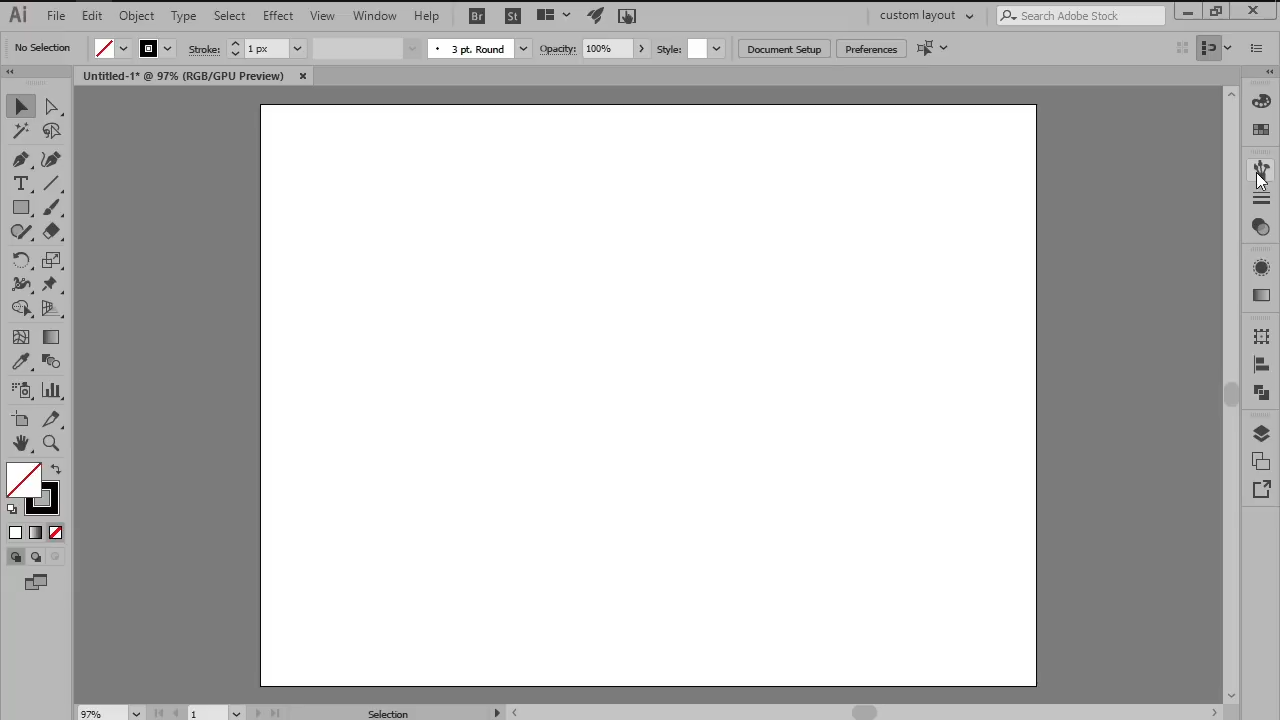 Ai File Edit Object Type Select Effect View Window Help Br St custom layout Search Adobe Stock
No Selection Stroke: 1 px 3 pt. Round Opacity: 100% Style: Document Setup Preferences
Untitled-1* @ 97% (RGB/GPU Preview)
97% 1 Selection